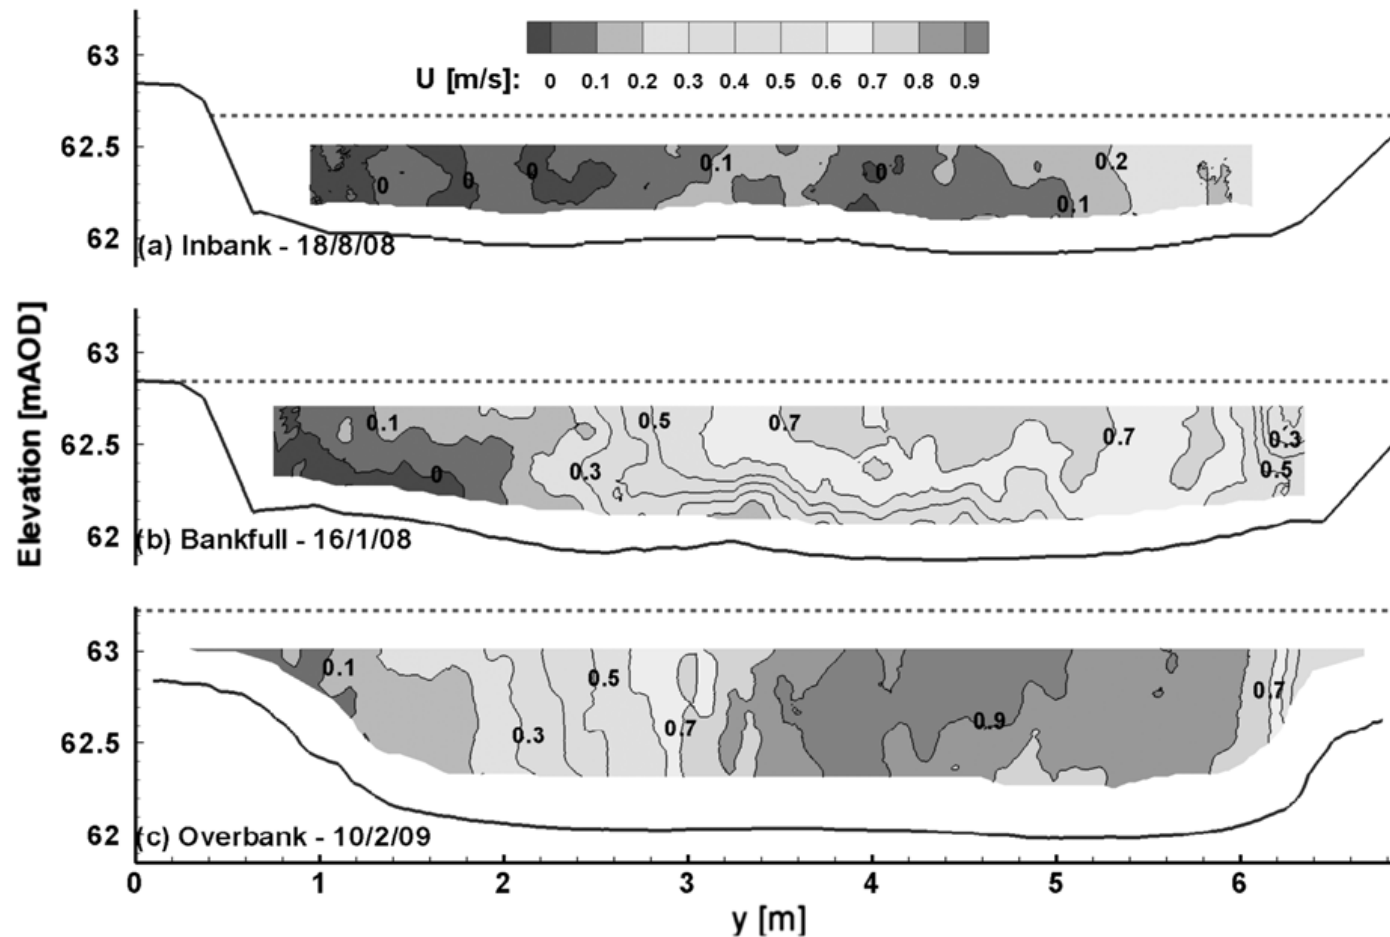 U [m/s]: 0 0.1 0.2 0.3 0.4 0.5 0.6 0.7 0.8 0.9
63
62.5
62
0 0 0 0.1 0 0.2 0.1
(a) Inbank - 18/8/08
Elevation [mAOD]
63
62.5
62
0.1 0.5 0.7 0.7 0.3
0 0.3 0.5
(b) Bankfull - 16/1/08
63
62.5
62
0.1 0.5 0.7
0.3 0.7 0.9
(c) Overbank - 10/2/09
0 1 2 3 4 5 6
y [m]